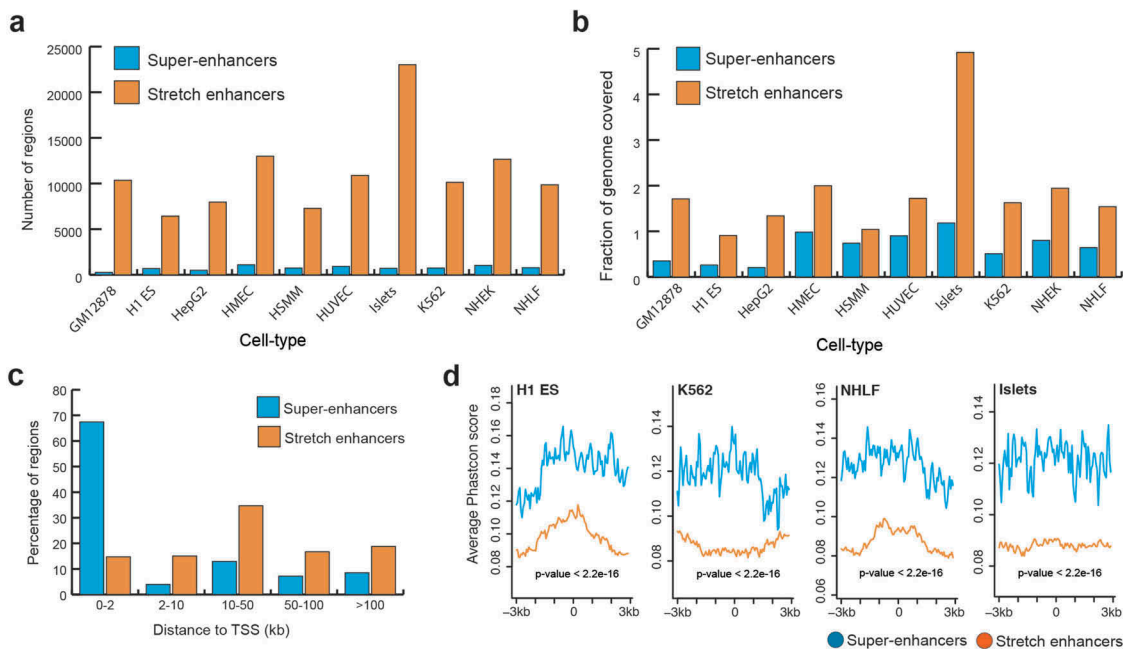 a
25000
20000
15000
10000
5000
0
Number of regions
Super-enhancers
Stretch enhancers
GM12878
H1 ES
HepG2
HMEC
HSMM
HUVEC
Islets
K562
NHEK
NHLF
Cell-type
b
5
4
3
2
1
0
Fraction of genome covered
Super-enhancers
Stretch enhancers
GM12878
H1 ES
HepG2
HMEC
HSMM
HUVEC
Islets
K562
NHEK
NHLF
Cell-type
c
80
70
60
50
40
30
20
10
0
Percentage of regions
Super-enhancers
Stretch enhancers
0-2
2-10
10-50
50-100
>100
Distance to TSS (kb)
d
Average Phastcon score
H1 ES
0.18
0.16
0.14
0.12
0.10
0.08
p-value < 2.2e-16
−3kb
0
3kb
K562
0.14
0.12
0.10
0.08
p-value < 2.2e-16
−3kb
0
3kb
NHLF
0.16
0.14
0.12
0.10
0.08
0.06
p-value < 2.2e-16
−3kb
0
3kb
Islets
0.14
0.12
0.10
0.08
p-value < 2.2e-16
−3kb
0
3kb
Super-enhancers
Stretch enhancers